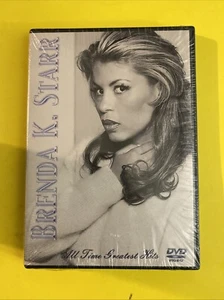 BRENDA K. STARR
All Time Greatest Hits
DVD